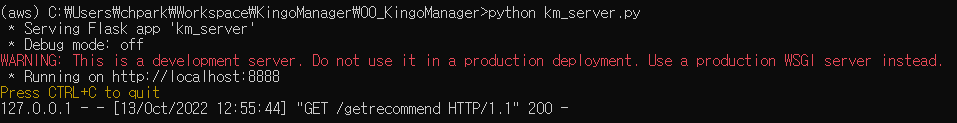 (aws) C:₩Users₩chpark₩Workspace₩KingoManager₩00_KingoManager>python km_server.py
 * Serving Flask app 'km_server'
 * Debug mode: off
WARNING: This is a development server. Do not use it in a production deployment. Use a production WSGI server instead.
 * Running on http://localhost:8888
Press CTRL+C to quit
127.0.0.1 - - [13/Oct/2022 12:55:44] "GET /getrecommend HTTP/1.1" 200 -